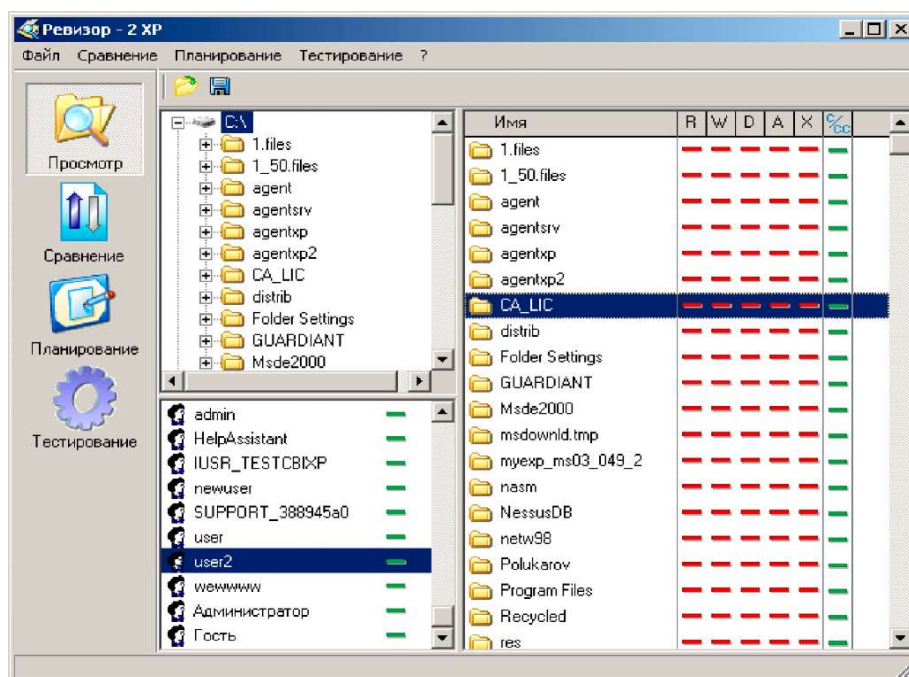 Ревизор - 2 XP
Файл Сравнение Планирование Тестирование ?
Просмотр
Сравнение
Планирование
Тестирование
C:\
1.files
1_50.files
agent
agentsrv
agentxp
agentxp2
CA_LIC
distrib
Folder Settings
GUARDIANT
Msde2000
admin
HelpAssistant
IUSR_TESTCBIXP
newuser
SUPPORT_388945a0
user
user2
wewwww
Администратор
Гость
Имя R W D A X C/CC
1.files
1_50.files
agent
agentsrv
agentxp
agentxp2
CA_LIC
distrib
Folder Settings
GUARDIANT
Msde2000
msdownld.tmp
myexp_ms03_049_2
nasm
NessusDB
netw98
Polukarov
Program Files
Recycled
res